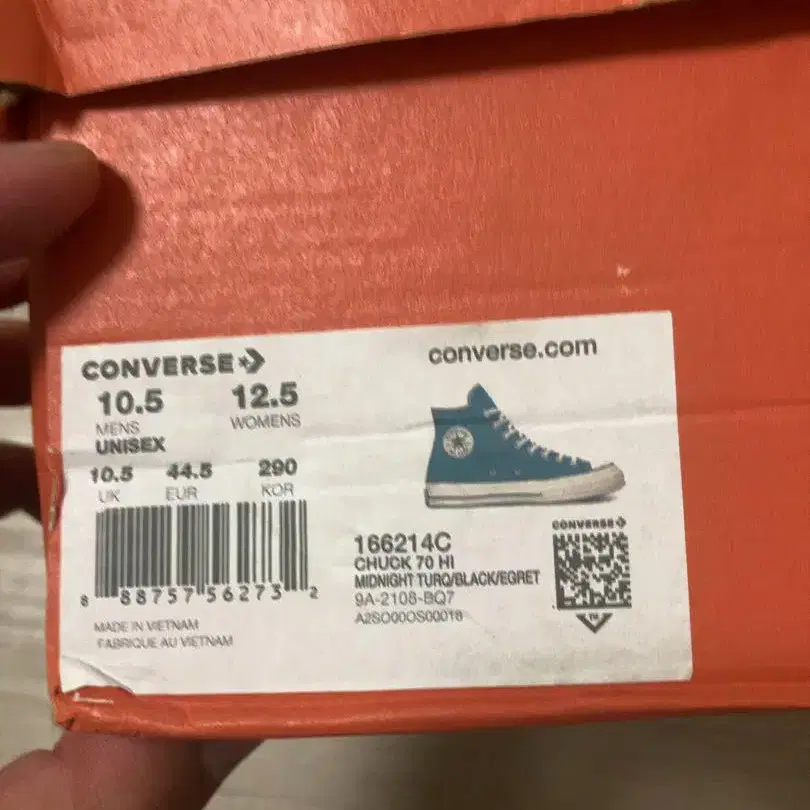 CONVERSE
converse.com
10.5 12.5
MENS WOMENS
UNISEX
10.5 44.5 290
UK EUR KOR
8 88757 56273 2
MADE IN VIETNAM
FABRIQUE AU VIETNAM
166214C
CHUCK 70 HI
MIDNIGHT TURQ/BLACK/EGRET
9A-2108-BQ7
A2SO00OS00018
CONVERSE
TM